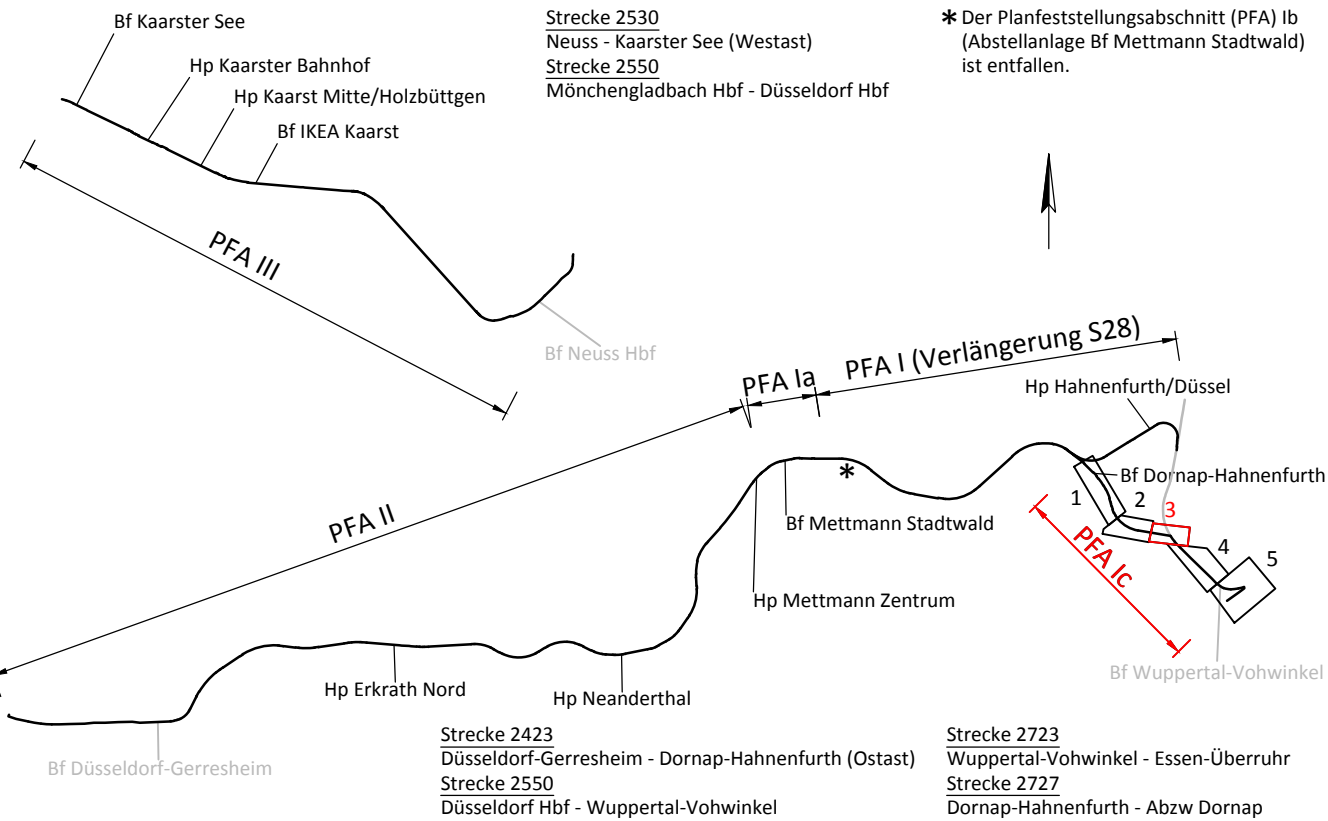 Bf Kaarster See
Hp Kaarster Bahnhof
Hp Kaarst Mitte/Holzbüttgen
Bf IKEA Kaarst
PFA III
Bf Neuss Hbf
Strecke 2530
Neuss - Kaarster See (Westast)
Strecke 2550
Mönchengladbach Hbf - Düsseldorf Hbf
* Der Planfeststellungsabschnitt (PFA) Ib
(Abstellanlage Bf Mettmann Stadtwald)
ist entfallen.
PFA Ia
PFA I (Verlängerung S28)
Hp Hahnenfurth/Düssel
Bf Dornap-Hahnenfurth
*
1
2
3
4
5
PFA Ic
PFA II
Bf Mettmann Stadtwald
Hp Mettmann Zentrum
Bf Wuppertal-Vohwinkel
Hp Erkrath Nord
Hp Neanderthal
Bf Düsseldorf-Gerresheim
Strecke 2423
Düsseldorf-Gerresheim - Dornap-Hahnenfurth (Ostast)
Strecke 2550
Düsseldorf Hbf - Wuppertal-Vohwinkel
Strecke 2723
Wuppertal-Vohwinkel - Essen-Überruhr
Strecke 2727
Dornap-Hahnenfurth - Abzw Dornap